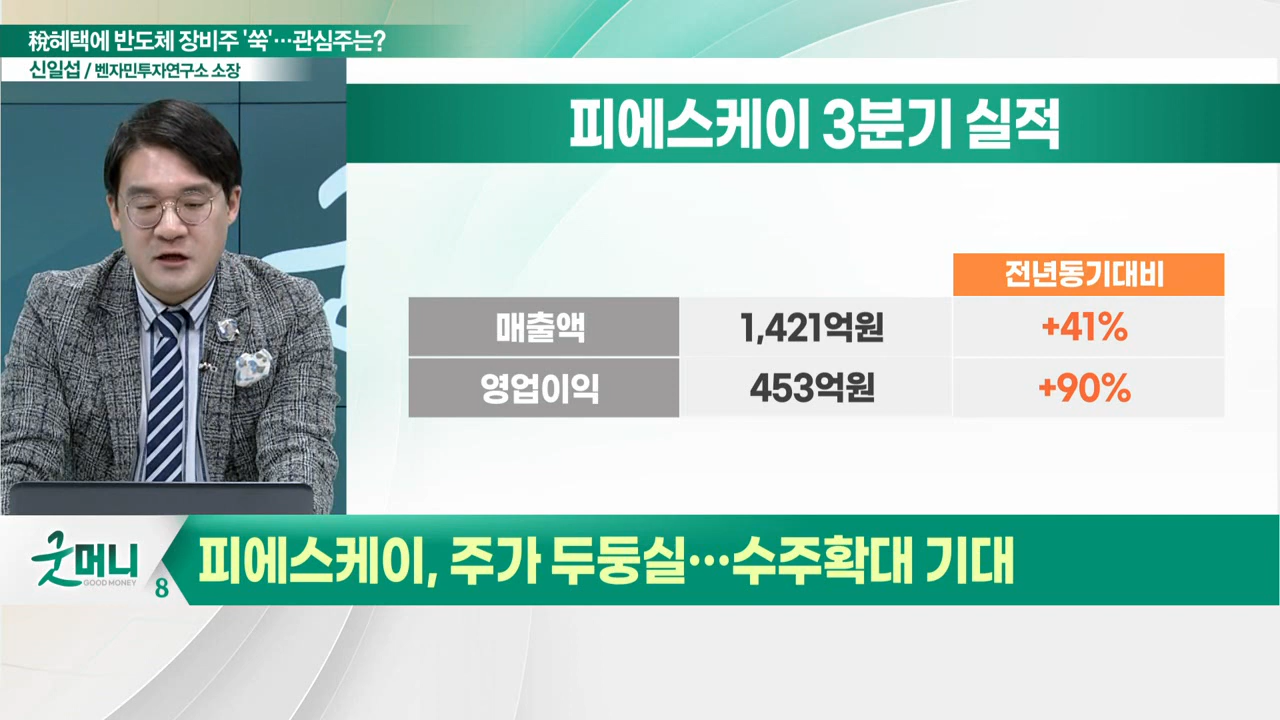 稅혜택에 반도체 장비주 '쑥'…관심주는?
신일섭 / 벤자민투자연구소 소장
피에스케이 3분기 실적
전년동기대비
매출액 1,421억원 +41%
영업이익 453억원 +90%
굿머니
GOOD MONEY
8
피에스케이, 주가 두둥실…수주확대 기대